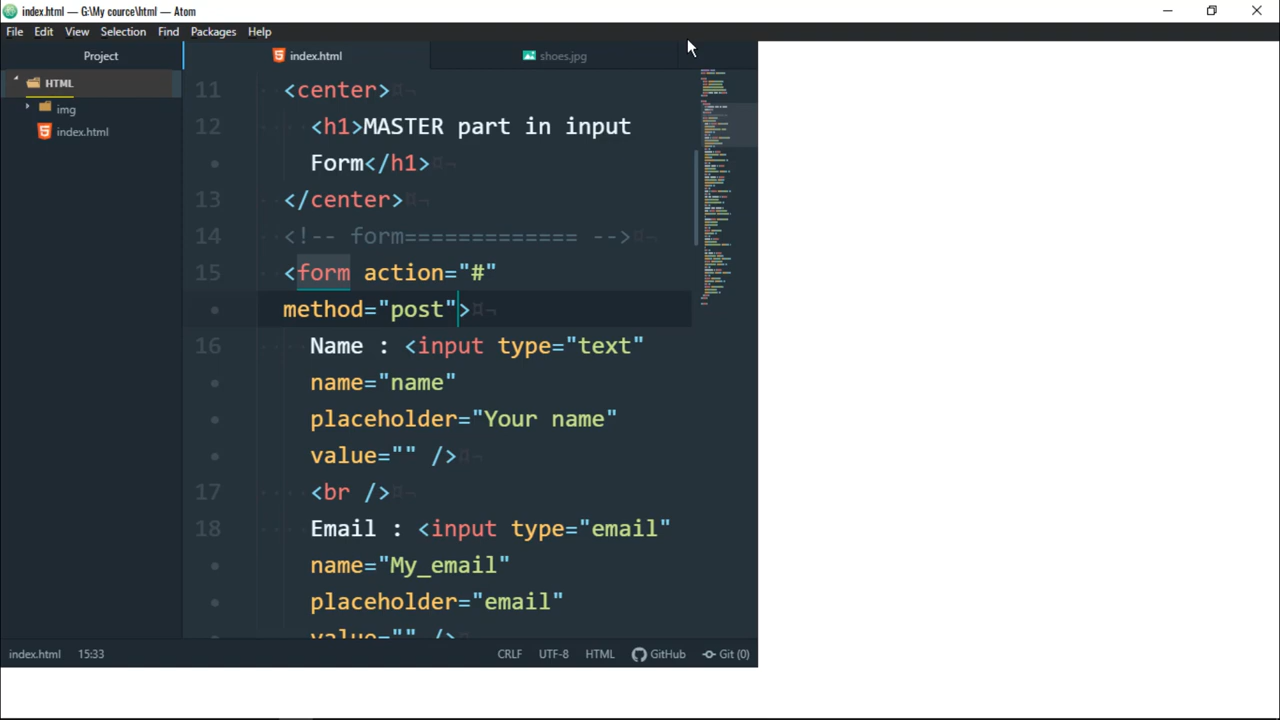 index.html — G:\My cource\html — Atom
File Edit View Selection Find Packages Help
Project
index.html
shoes.jpg
HTML
img
index.html
11 <center>
12 <h1>MASTER part in input
Form</h1>
13 </center>
14 <!-- form============= -->
15 <form action="#"
method="post">
16 Name : <input type="text"
name="name"
placeholder="Your name"
value="" />
17 <br />
18 Email : <input type="email"
name="My_email"
placeholder="email"
value="" />
index.html 15:33 CRLF UTF-8 HTML GitHub Git (0)